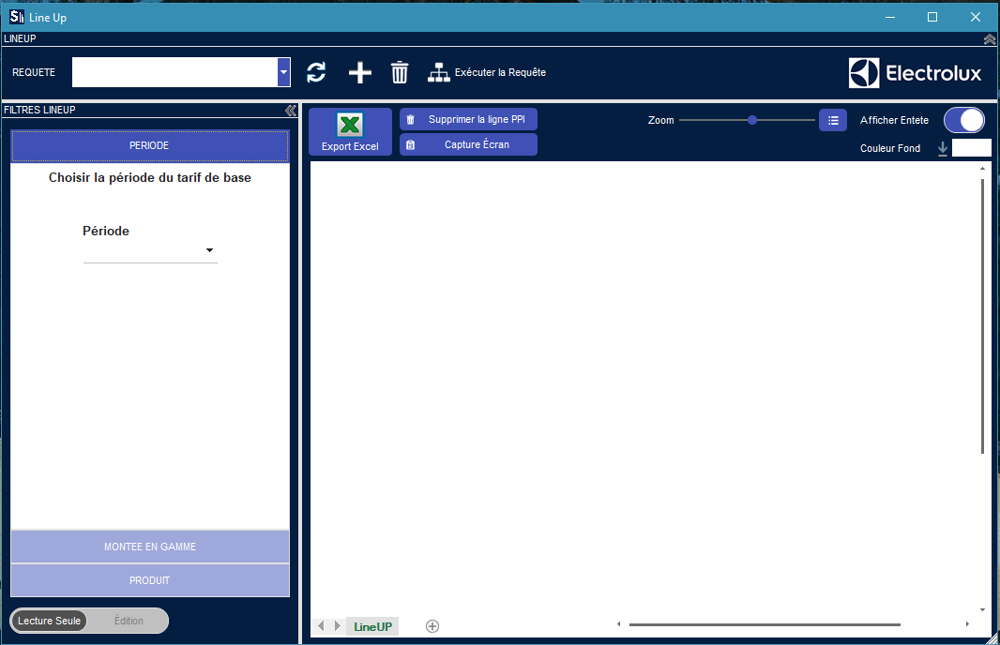 Line Up
LINEUP
REQUETE
Exécuter la Requête
Electrolux
FILTRES LINEUP
PERIODE
Choisir la période du tarif de base
Période
MONTEE EN GAMME
PRODUIT
Lecture Seule
Édition
Export Excel
Supprimer la ligne PPI
Capture Écran
Zoom
Afficher Entete
Couleur Fond
LineUP